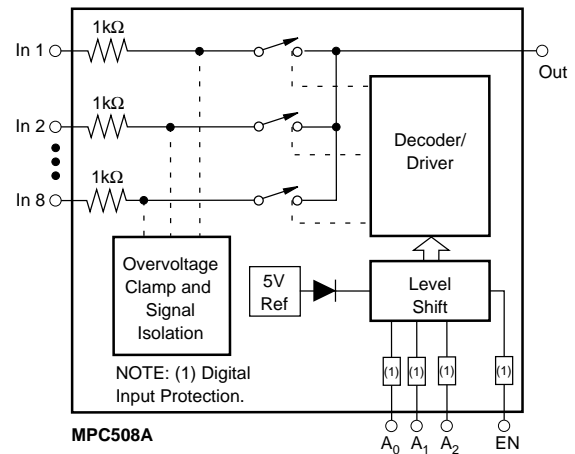 1kΩ
In 1
Out
1kΩ
In 2
Decoder/
Driver
1kΩ
In 8
Overvoltage
Clamp and
Signal
Isolation
5V
Ref
Level
Shift
NOTE: (1) Digital
Input Protection.
(1) (1) (1) (1)
MPC508A
A₀ A₁ A₂ EN